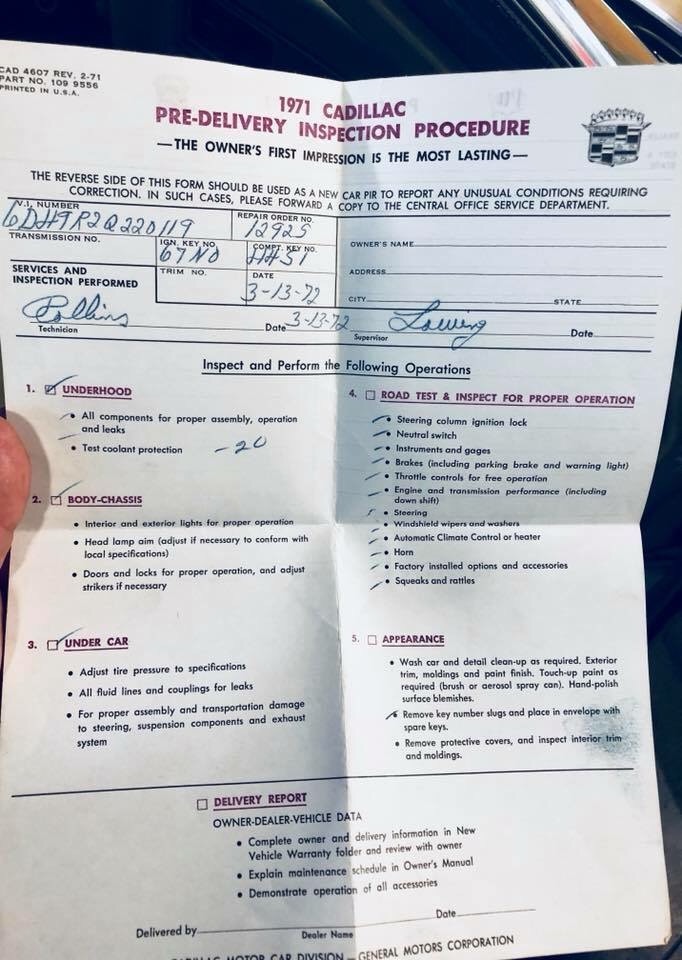 CAD 4607 REV. 2-71
PART NO. 109 9556
PRINTED IN U.S.A.
1971 CADILLAC
PRE-DELIVERY INSPECTION PROCEDURE
—THE OWNER'S FIRST IMPRESSION IS THE MOST LASTING—
THE REVERSE SIDE OF THIS FORM SHOULD BE USED AS A NEW CAR PIR TO REPORT ANY UNUSUAL CONDITIONS REQUIRING
CORRECTION. IN SUCH CASES, PLEASE FORWARD A COPY TO THE CENTRAL OFFICE SERVICE DEPARTMENT.
V.I. NUMBER
6D49R2Q220119
REPAIR ORDER NO.
12925
TRANSMISSION NO.
IGN. KEY NO.
67N0
COMPT. KEY NO.
44S1
SERVICES AND
INSPECTION PERFORMED
TRIM NO.
DATE
3-13-72
OWNER'S NAME
ADDRESS
CITY STATE
Collins
Technician
Date 3-13-72
Supervisor
Date
Inspect and Perform the Following Operations
1. UNDERHOOD
• All components for proper assembly, operation
and leaks
• Test coolant protection -20
2. BODY-CHASSIS
• Interior and exterior lights for proper operation
• Head lamp aim (adjust if necessary to conform with
local specifications)
• Doors and locks for proper operation, and adjust
strikers if necessary
3. UNDER CAR
• Adjust tire pressure to specifications
• All fluid lines and couplings for leaks
• For proper assembly and transportation damage
to steering, suspension components and exhaust
system
4. ROAD TEST & INSPECT FOR PROPER OPERATION
• Steering column ignition lock
• Neutral switch
• Instruments and gages
• Brakes (including parking brake and warning light)
• Throttle controls for free operation
• Engine and transmission performance (including
down shift)
• Steering
• Windshield wipers and washers
• Automatic Climate Control or heater
• Horn
• Factory installed options and accessories
• Squeaks and rattles
5. APPEARANCE
• Wash car and detail clean-up as required. Exterior
trim, moldings and paint finish. Touch-up paint as
required (brush or aerosol spray can). Hand-polish
surface blemishes.
• Remove key number slugs and place in envelope with
spare keys.
• Remove protective covers, and inspect interior trim
and moldings.
DELIVERY REPORT
OWNER-DEALER-VEHICLE DATA
• Complete owner and delivery information in New
Vehicle Warranty folder and review with owner
• Explain maintenance schedule in Owner's Manual
• Demonstrate operation of all accessories
Date
Delivered by
Dealer Name
CADILLAC MOTOR CAR DIVISION — GENERAL MOTORS CORPORATION